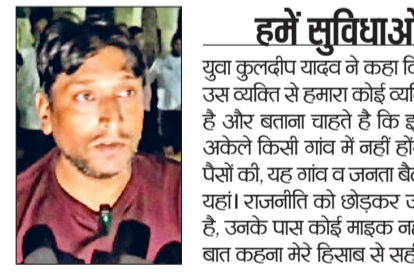 हमें सुविधाओ
युवा कुलदीप यादव ने कहा
उस व्यक्ति से हमारा कोई
है और बताना चाहते है कि
अकेले किसी गांव में नहीं
पैसों की, यह गांव व जनता
यहां। राजनीति को छोड़कर
है, उनके पास कोई माइक
बात कहना मेरे हिसाब से